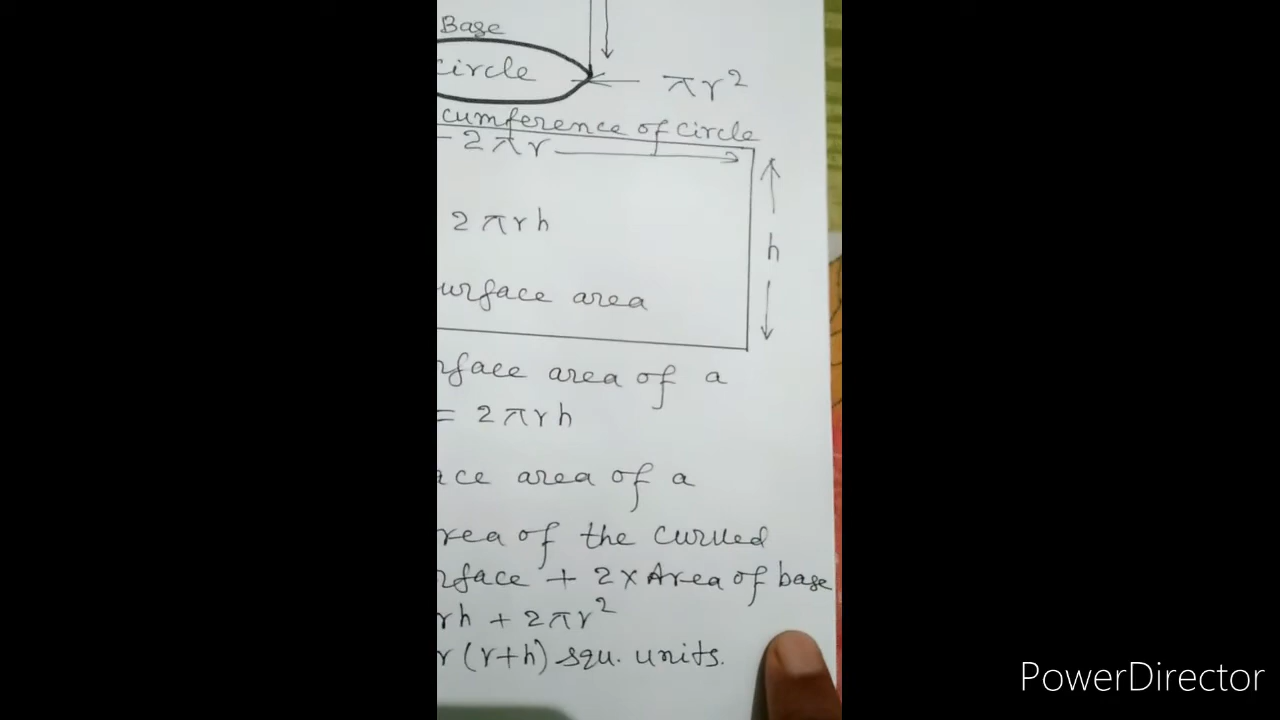 Base
circle
πr²
cumference of circle
2πr
h
2πrh
urface area
rface area of a
= 2πrh
ace area of a
rea of the curved
rface + 2x Area of base
rh + 2πr²
r (r+h) squ. units.
PowerDirector